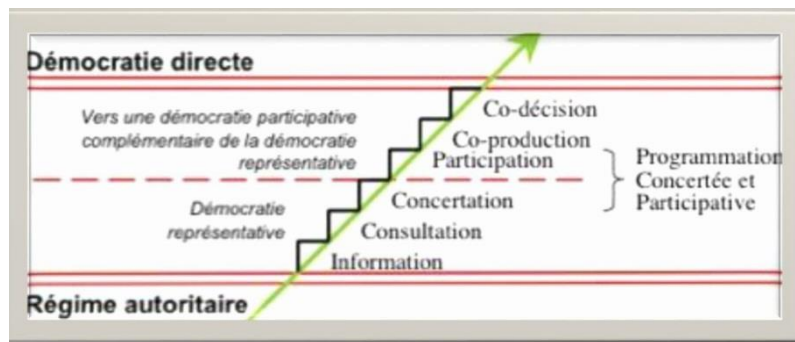 Démocratie directe
Vers une démocratie participative
complémentaire de la démocratie
représentative
Co-décision
Co-production
Participation
Programmation
Concertée et
Participative
Démocratie
représentative
Concertation
Consultation
Information
Régime autoritaire